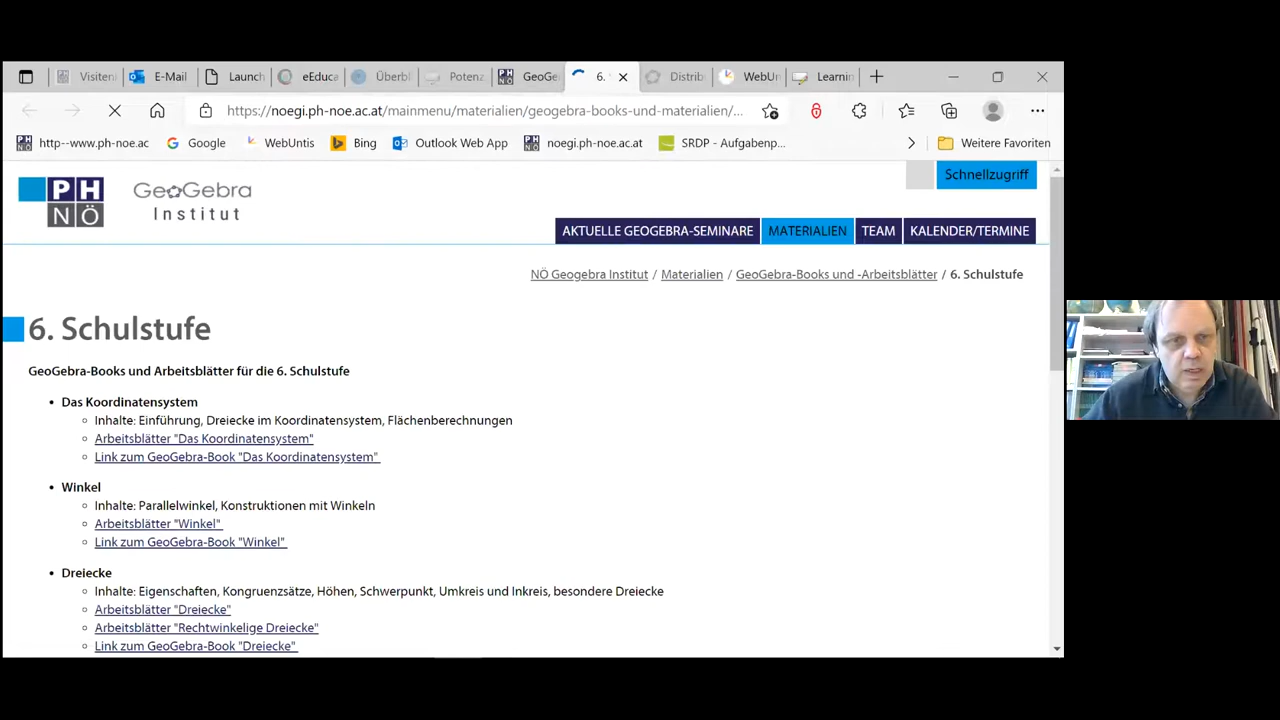 Visiten
E-Mail
Launch
eEduca
Überbl
Potenz
GeoGe
6.
Distrib
WebUn
Learnin
https://noegi.ph-noe.ac.at/mainmenu/materialien/geogebra-books-und-materialien/...
http--www.ph-noe.ac
Google
WebUntis
Bing
Outlook Web App
noegi.ph-noe.ac.at
SRDP - Aufgabenp...
Weitere Favoriten
PH
NÖ
GeoGebra
Institut
Schnellzugriff
AKTUELLE GEOGEBRA-SEMINARE
MATERIALIEN
TEAM
KALENDER/TERMINE
NÖ Geogebra Institut / Materialien / GeoGebra-Books und -Arbeitsblätter / 6. Schulstufe
6. Schulstufe
GeoGebra-Books und Arbeitsblätter für die 6. Schulstufe
Das Koordinatensystem
Inhalte: Einführung, Dreiecke im Koordinatensystem, Flächenberechnungen
Arbeitsblätter "Das Koordinatensystem"
Link zum GeoGebra-Book "Das Koordinatensystem"
Winkel
Inhalte: Parallelwinkel, Konstruktionen mit Winkeln
Arbeitsblätter "Winkel"
Link zum GeoGebra-Book "Winkel"
Dreiecke
Inhalte: Eigenschaften, Kongruenzsätze, Höhen, Schwerpunkt, Umkreis und Inkreis, besondere Dreiecke
Arbeitsblätter "Dreiecke"
Arbeitsblätter "Rechtwinkelige Dreiecke"
Link zum GeoGebra-Book "Dreiecke"